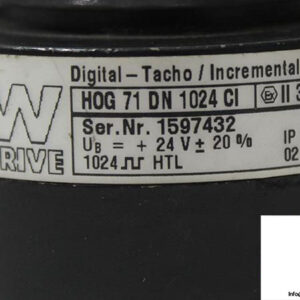 Digital – Tacho / Incremental
HOG 71 DN 1024 CI
II 3
W
RIVE
Ser.Nr. 1597432
UB = + 24 V ± 20 %
IP
1024 HTL
02